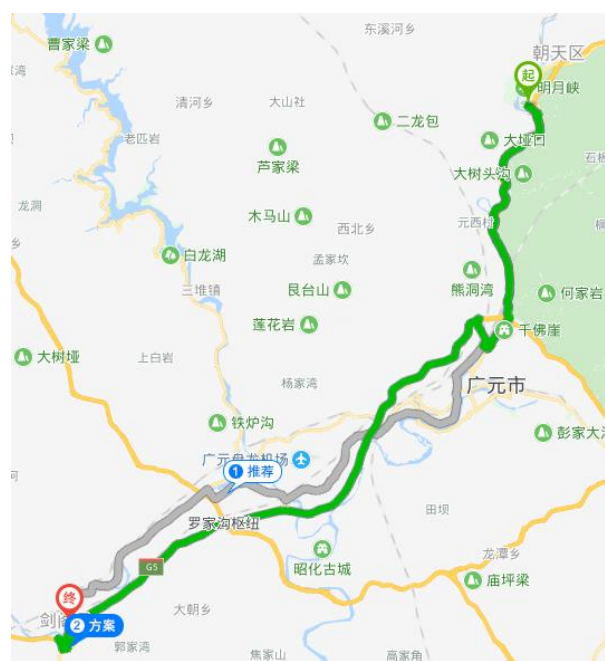 东溪河乡
曹家梁
朝天区
起
明月峡
清河乡
大山社
二龙包
老匹岩
大垭口
芦家梁
大树头沟
石板
龙洞
木马山
元西村
西北乡
枫
白龙湖
孟家坎
熊洞湾
三堆镇
艮台山
何家岩
莲花岩
千佛崖
大树垭
上白岩
广元市
杨家湾
铁炉沟
彭家大
广元盘龙机场
1 推荐
田坝
罗家沟枢纽
昭化古城
龙潭乡
G5
庙坪梁
终
大朝乡
剑
2 方案
郭家湾
焦家山
高家角